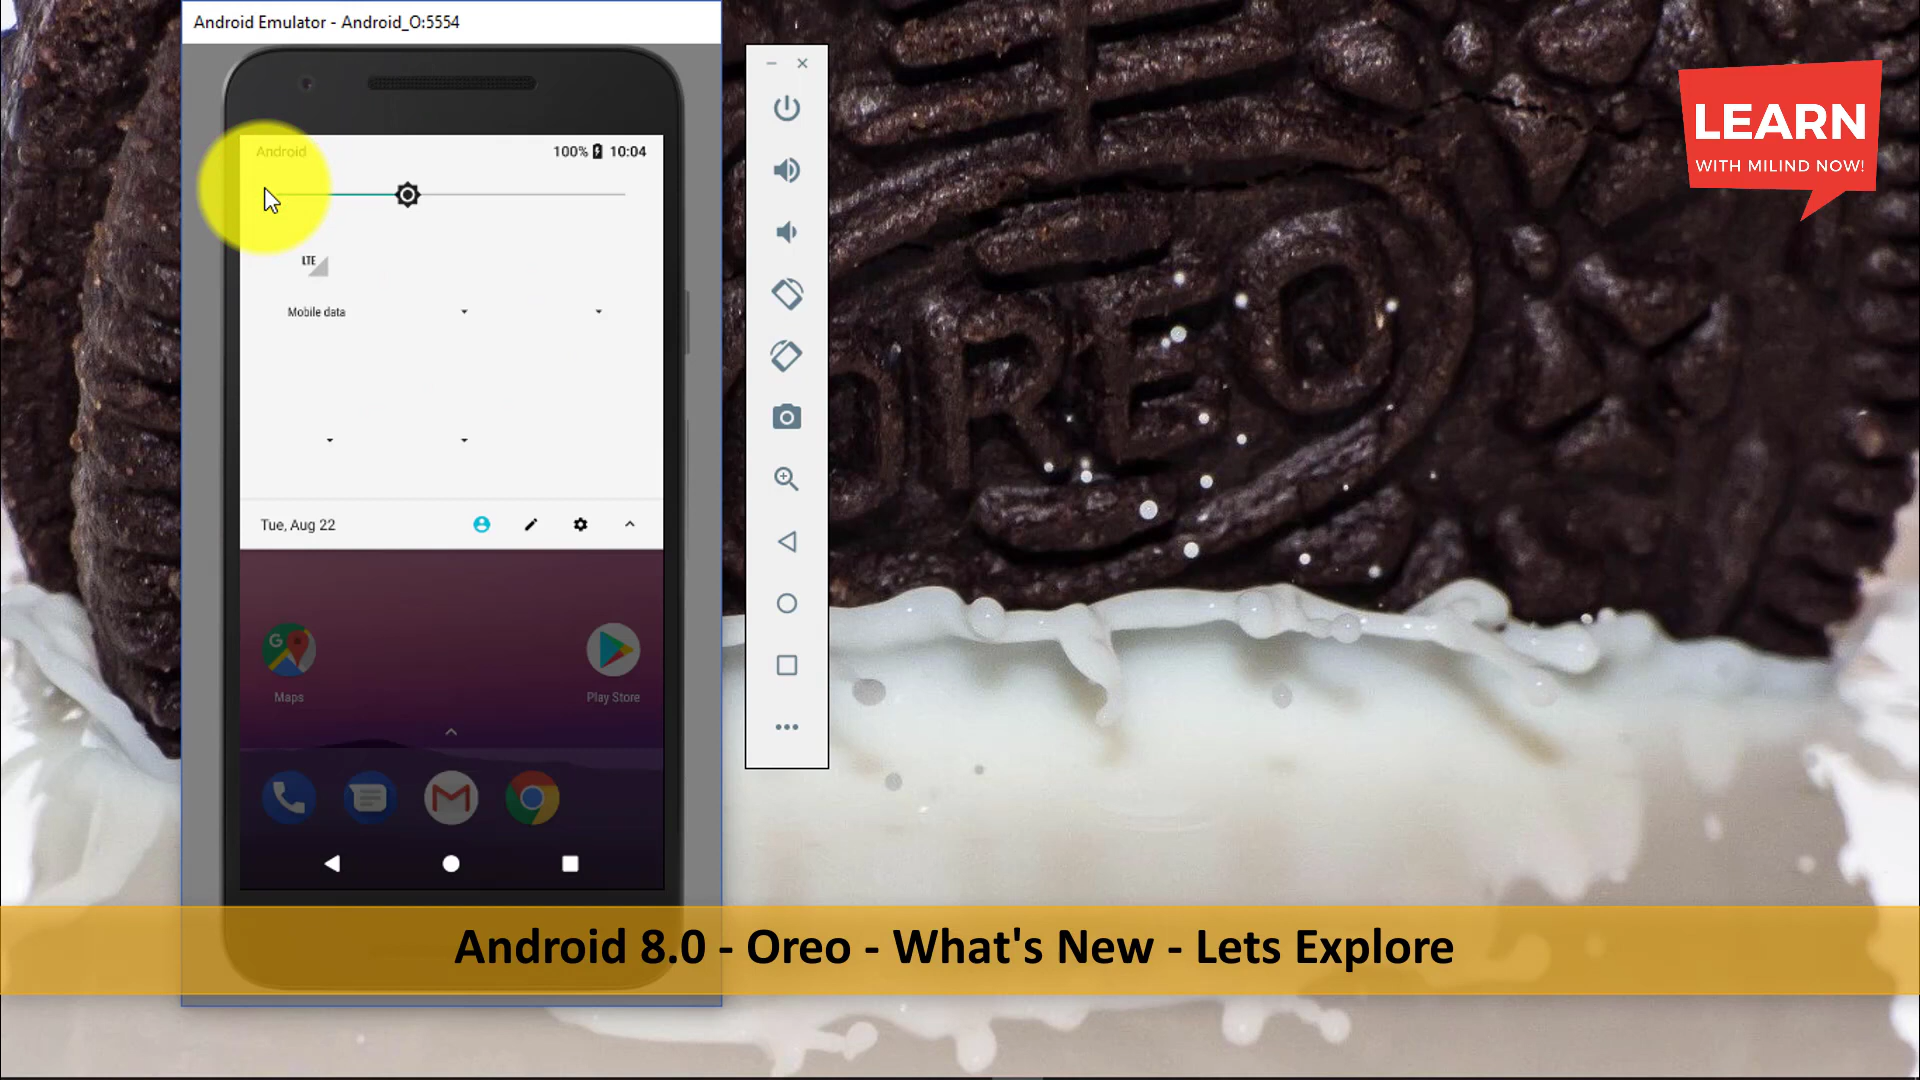 Android Emulator - Android_O:5554
LEARN
WITH MILIND NOW!
Android
100% 10:04
LTE
Mobile data
Tue, Aug 22
OREO
G
Maps
Play Store
Android 8.0 - Oreo - What's New - Lets Explore